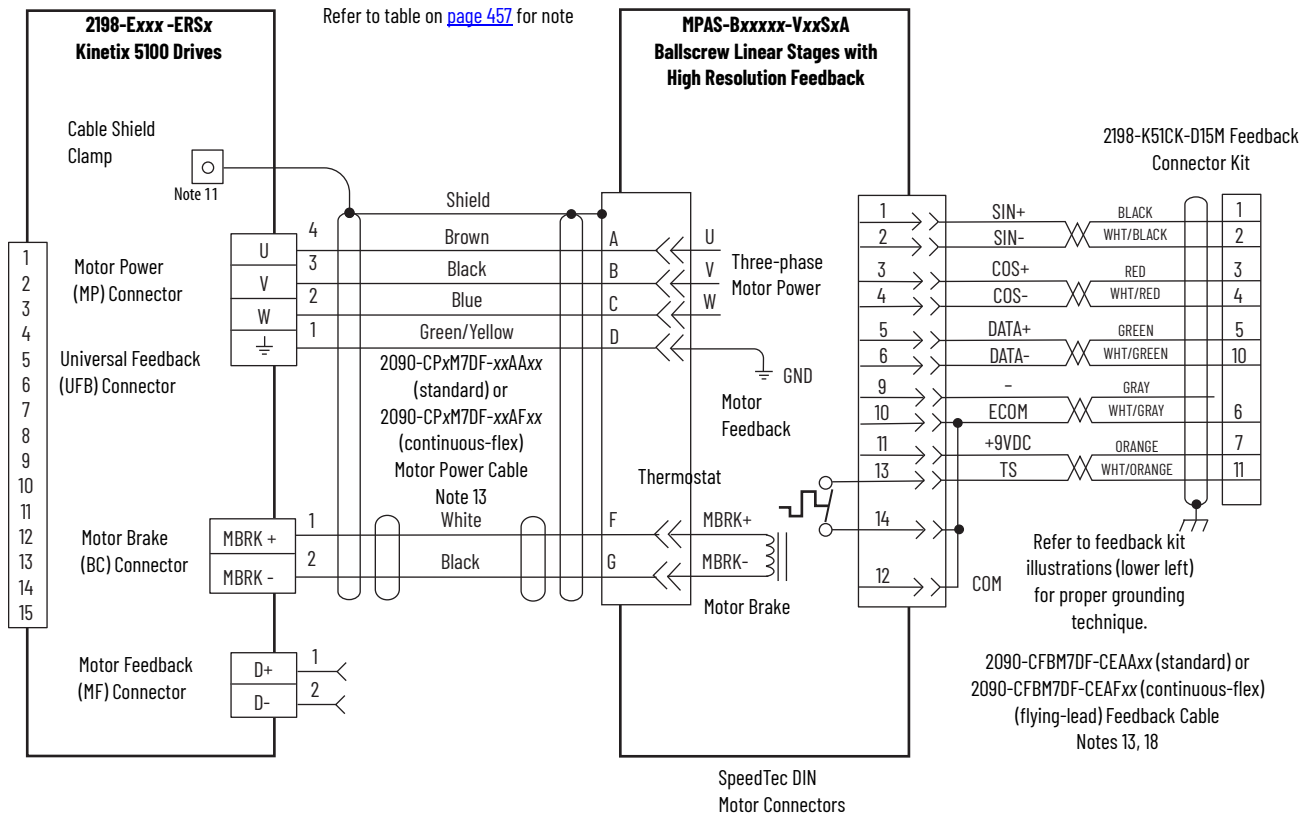 2198-Exxx -ERSx
Kinetix 5100 Drives
Refer to table on page 457 for note
MPAS-Bxxxxx-VxxSxA
Ballscrew Linear Stages with
High Resolution Feedback
2198-K51CK-D15M Feedback
Connector Kit
Cable Shield
Clamp
Note 11
1
2
3
4
5
6
7
8
9
10
11
12
13
14
15
Motor Power
(MP) Connector
Universal Feedback
(UFB) Connector
Motor Brake
(BC) Connector
Motor Feedback
(MF) Connector
U
V
W
4
3
2
1
MBRK +
MBRK -
1
2
D+
D-
1
2
Shield
Brown
Black
Blue
Green/Yellow
2090-CPxM7DF-xxAAxx
(standard) or
2090-CPxM7DF-xxAFxx
(continuous-flex)
Motor Power Cable
Note 13
White
Black
A
B
C
D
F
G
U
V
W
Three-phase
Motor Power
GND
Motor
Feedback
Thermostat
MBRK+
MBRK-
Motor Brake
1
2
3
4
5
6
9
10
11
13
14
12
SIN+
SIN-
COS+
COS-
DATA+
DATA-
–
ECOM
+9VDC
TS
COM
BLACK
WHT/BLACK
RED
WHT/RED
GREEN
WHT/GREEN
GRAY
WHT/GRAY
ORANGE
WHT/ORANGE
1
2
3
4
5
10
6
7
11
Refer to feedback kit
illustrations (lower left)
for proper grounding
technique.
2090-CFBM7DF-CEAAxx (standard) or
2090-CFBM7DF-CEAFxx (continuous-flex)
(flying-lead) Feedback Cable
Notes 13, 18
SpeedTec DIN
Motor Connectors